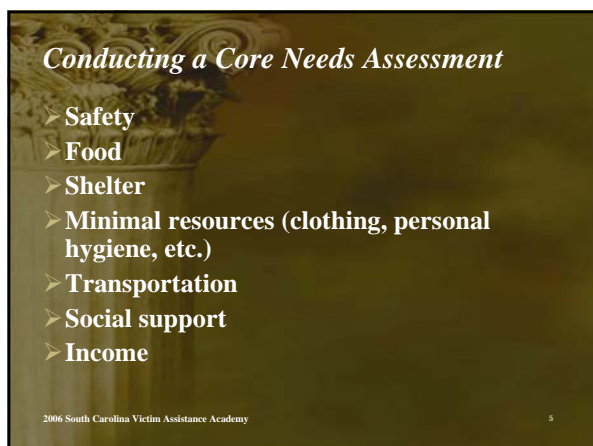 Conducting a Core Needs Assessment
➢Safety
➢Food
➢Shelter
➢Minimal resources (clothing, personal
hygiene, etc.)
➢Transportation
➢Social support
➢Income
2006 South Carolina Victim Assistance Academy 5